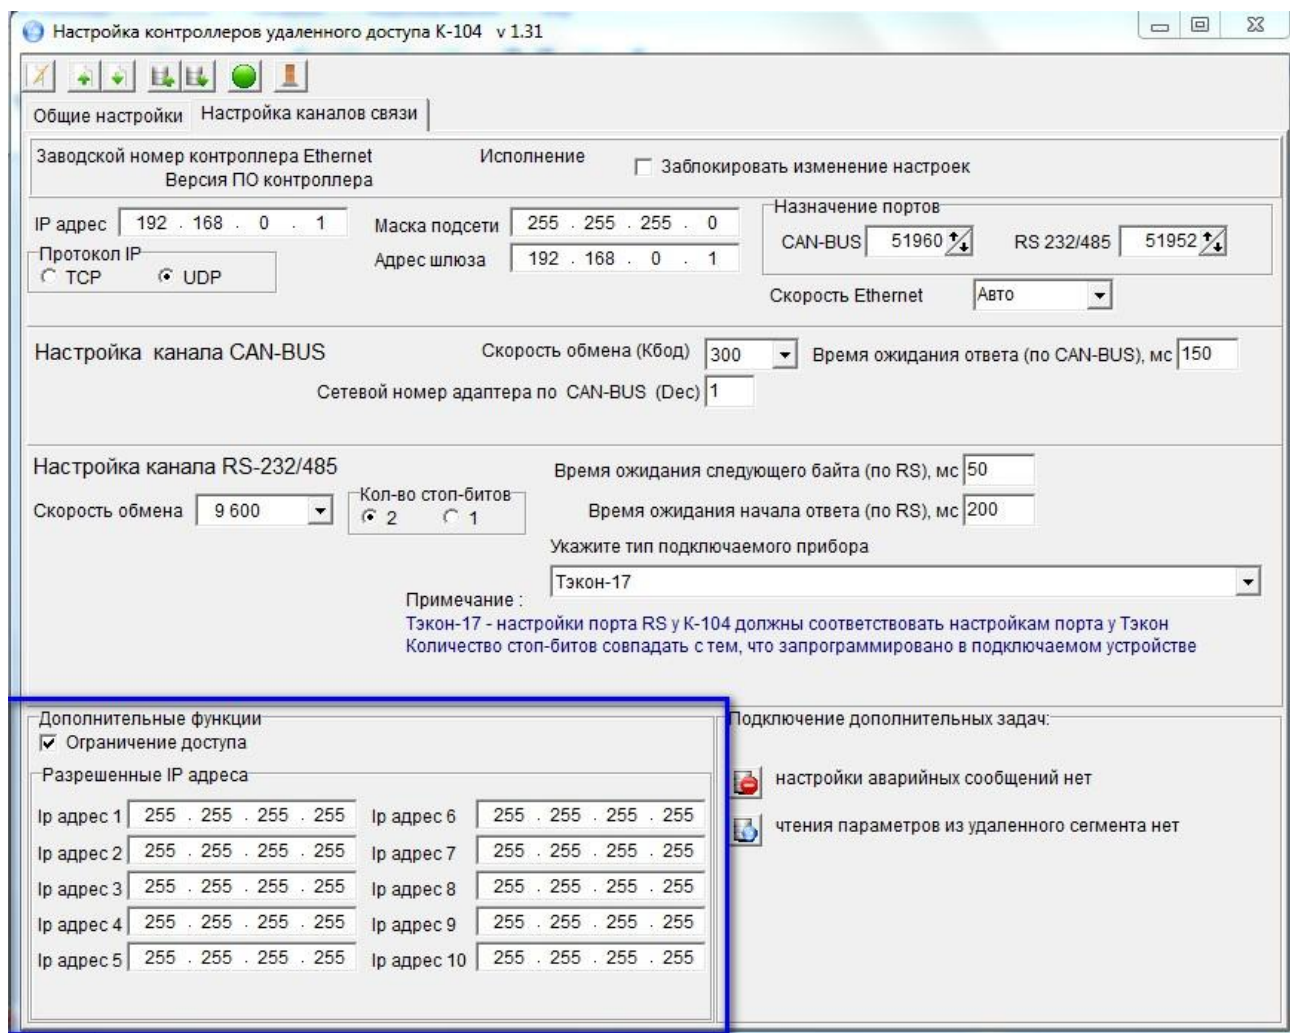 Настройка контроллеров удаленного доступа К-104 v 1.31
Общие настройки Настройка каналов связи
Заводской номер контроллера Ethernet Исполнение Заблокировать изменение настроек
Версия ПО контроллера
IP адрес 192 . 168 . 0 . 1 Маска подсети 255 . 255 . 255 . 0 Назначение портов
CAN-BUS 51960 RS 232/485 51952
Протокол IP Адрес шлюза 192 . 168 . 0 . 1
TCP UDP
Скорость Ethernet Авто
Настройка канала CAN-BUS Скорость обмена (Кбод) 300 Время ожидания ответа (по CAN-BUS), мс 150
Сетевой номер адаптера по CAN-BUS (Dec) 1
Настройка канала RS-232/485 Время ожидания следующего байта (по RS), мс 50
Скорость обмена 9 600 Кол-во стоп-битов 2 1 Время ожидания начала ответа (по RS), мс 200
Укажите тип подключаемого прибора
Тэкон-17
Примечание :
Тэкон-17 - настройки порта RS у К-104 должны соответствовать настройкам порта у Тэкон
Количество стоп-битов совпадать с тем, что запрограммировано в подключаемом устройстве
Дополнительные функции
Ограничение доступа
Разрешенные IP адреса
Ip адрес 1 255 . 255 . 255 . 255 Ip адрес 6 255 . 255 . 255 . 255
Ip адрес 2 255 . 255 . 255 . 255 Ip адрес 7 255 . 255 . 255 . 255
Ip адрес 3 255 . 255 . 255 . 255 Ip адрес 8 255 . 255 . 255 . 255
Ip адрес 4 255 . 255 . 255 . 255 Ip адрес 9 255 . 255 . 255 . 255
Ip адрес 5 255 . 255 . 255 . 255 Ip адрес 10 255 . 255 . 255 . 255
Подключение дополнительных задач:
настройки аварийных сообщений нет
чтения параметров из удаленного сегмента нет